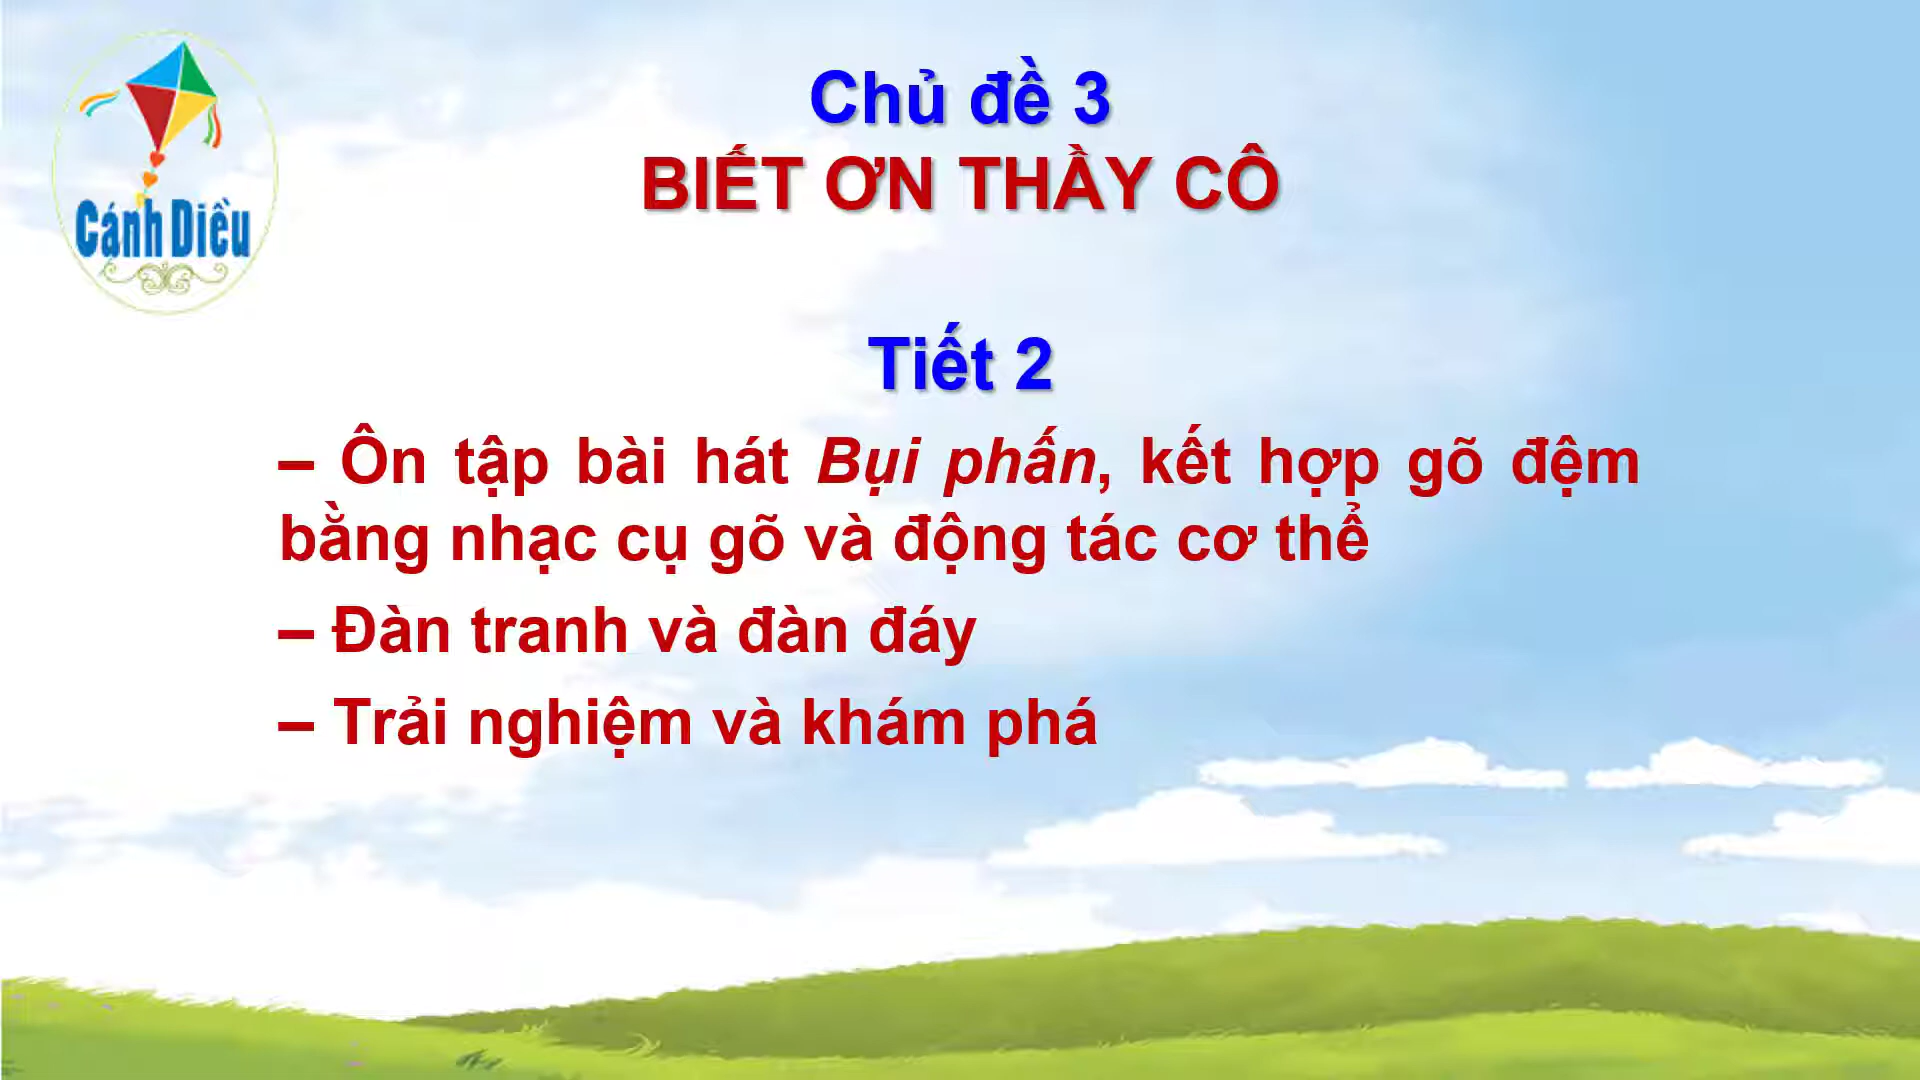 Cánh Diều
Chủ đề 3
BIẾT ƠN THẦY CÔ
Tiết 2
– Ôn tập bài hát Bụi phấn, kết hợp gõ đệm
bằng nhạc cụ gõ và động tác cơ thể
– Đàn tranh và đàn đáy
– Trải nghiệm và khám phá